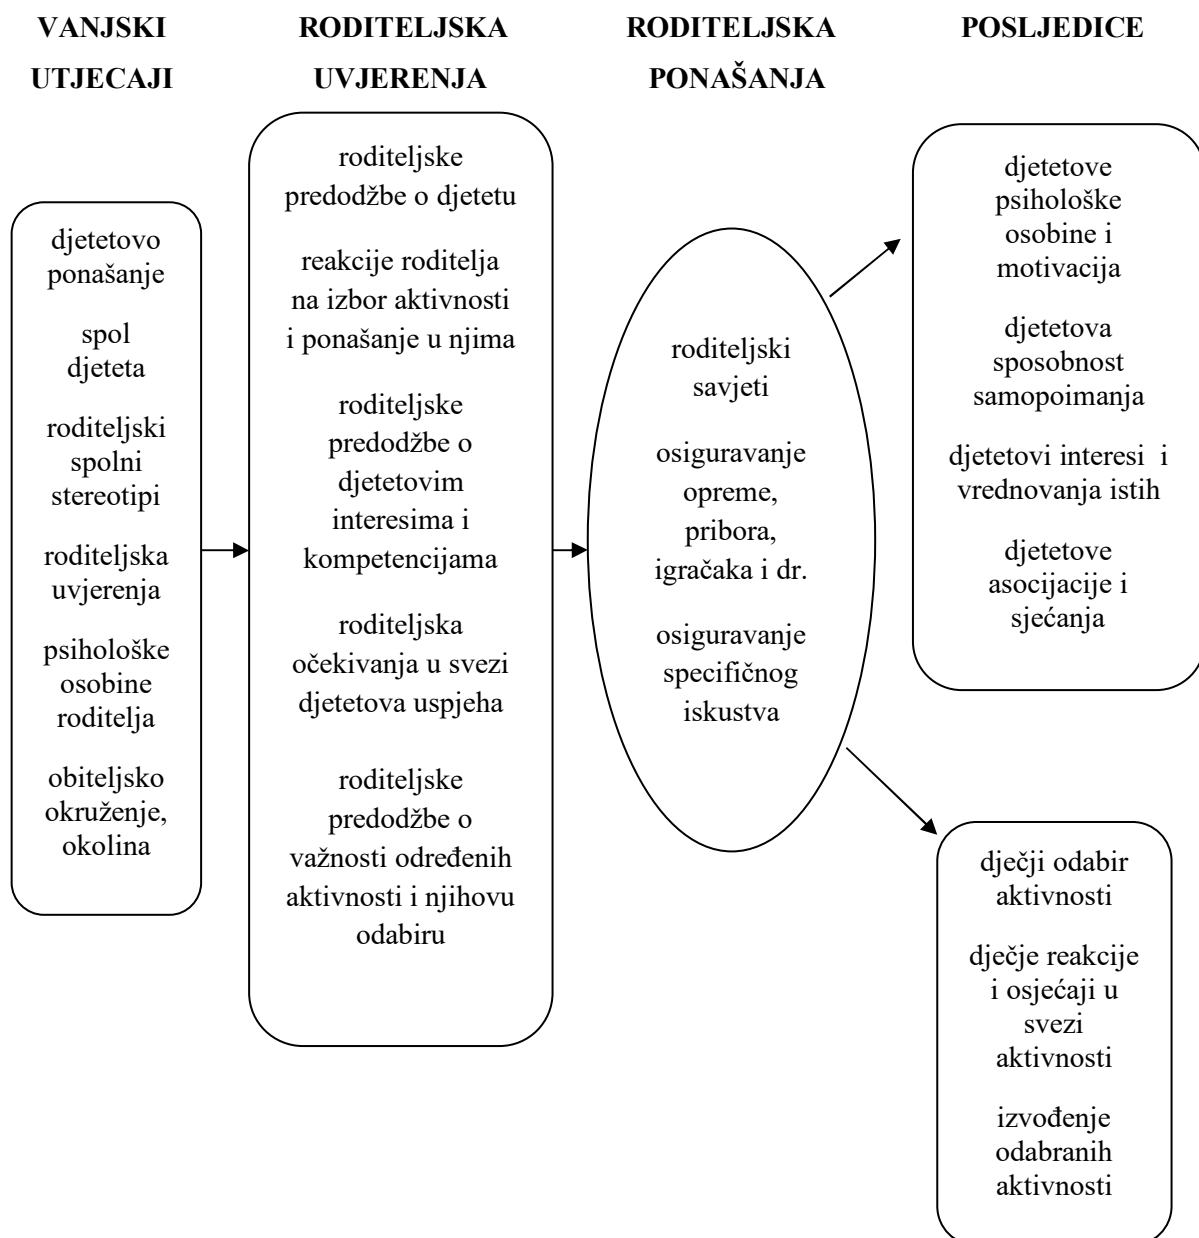 VANJSKI
UTJECAJI
RODITELJSKA
UVJERENJA
RODITELJSKA
PONAŠANJA
POSLJEDICE
djetetovo
ponašanje
spol
djeteta
roditeljski
spolni
stereotipi
roditeljska
uvjerenja
psihološke
osobine
roditelja
obiteljsko
okruženje,
okolina
roditeljske
predodžbe o djetetu
reakcije roditelja
na izbor aktivnosti
i ponašanje u njima
roditeljske
predodžbe o
djetetovim
interesima i
kompetencijama
roditeljska
očekivanja u svezi
djetetova uspjeha
roditeljske
predodžbe o
važnosti određenih
aktivnosti i njihovu
odabiru
roditeljski
savjeti
osiguravanje
opreme,
pribora,
igračaka i dr.
osiguravanje
specifičnog
iskustva
djetetove
psihološke
osobine i
motivacija
djetetova
sposobnost
samopoimanja
djetetovi interesi i
vrednovanja istih
djetetove
asocijacije i
sjećanja
dječji odabir
aktivnosti
dječje reakcije
i osjećaji u
svezi
aktivnosti
izvođenje
odabranih
aktivnosti